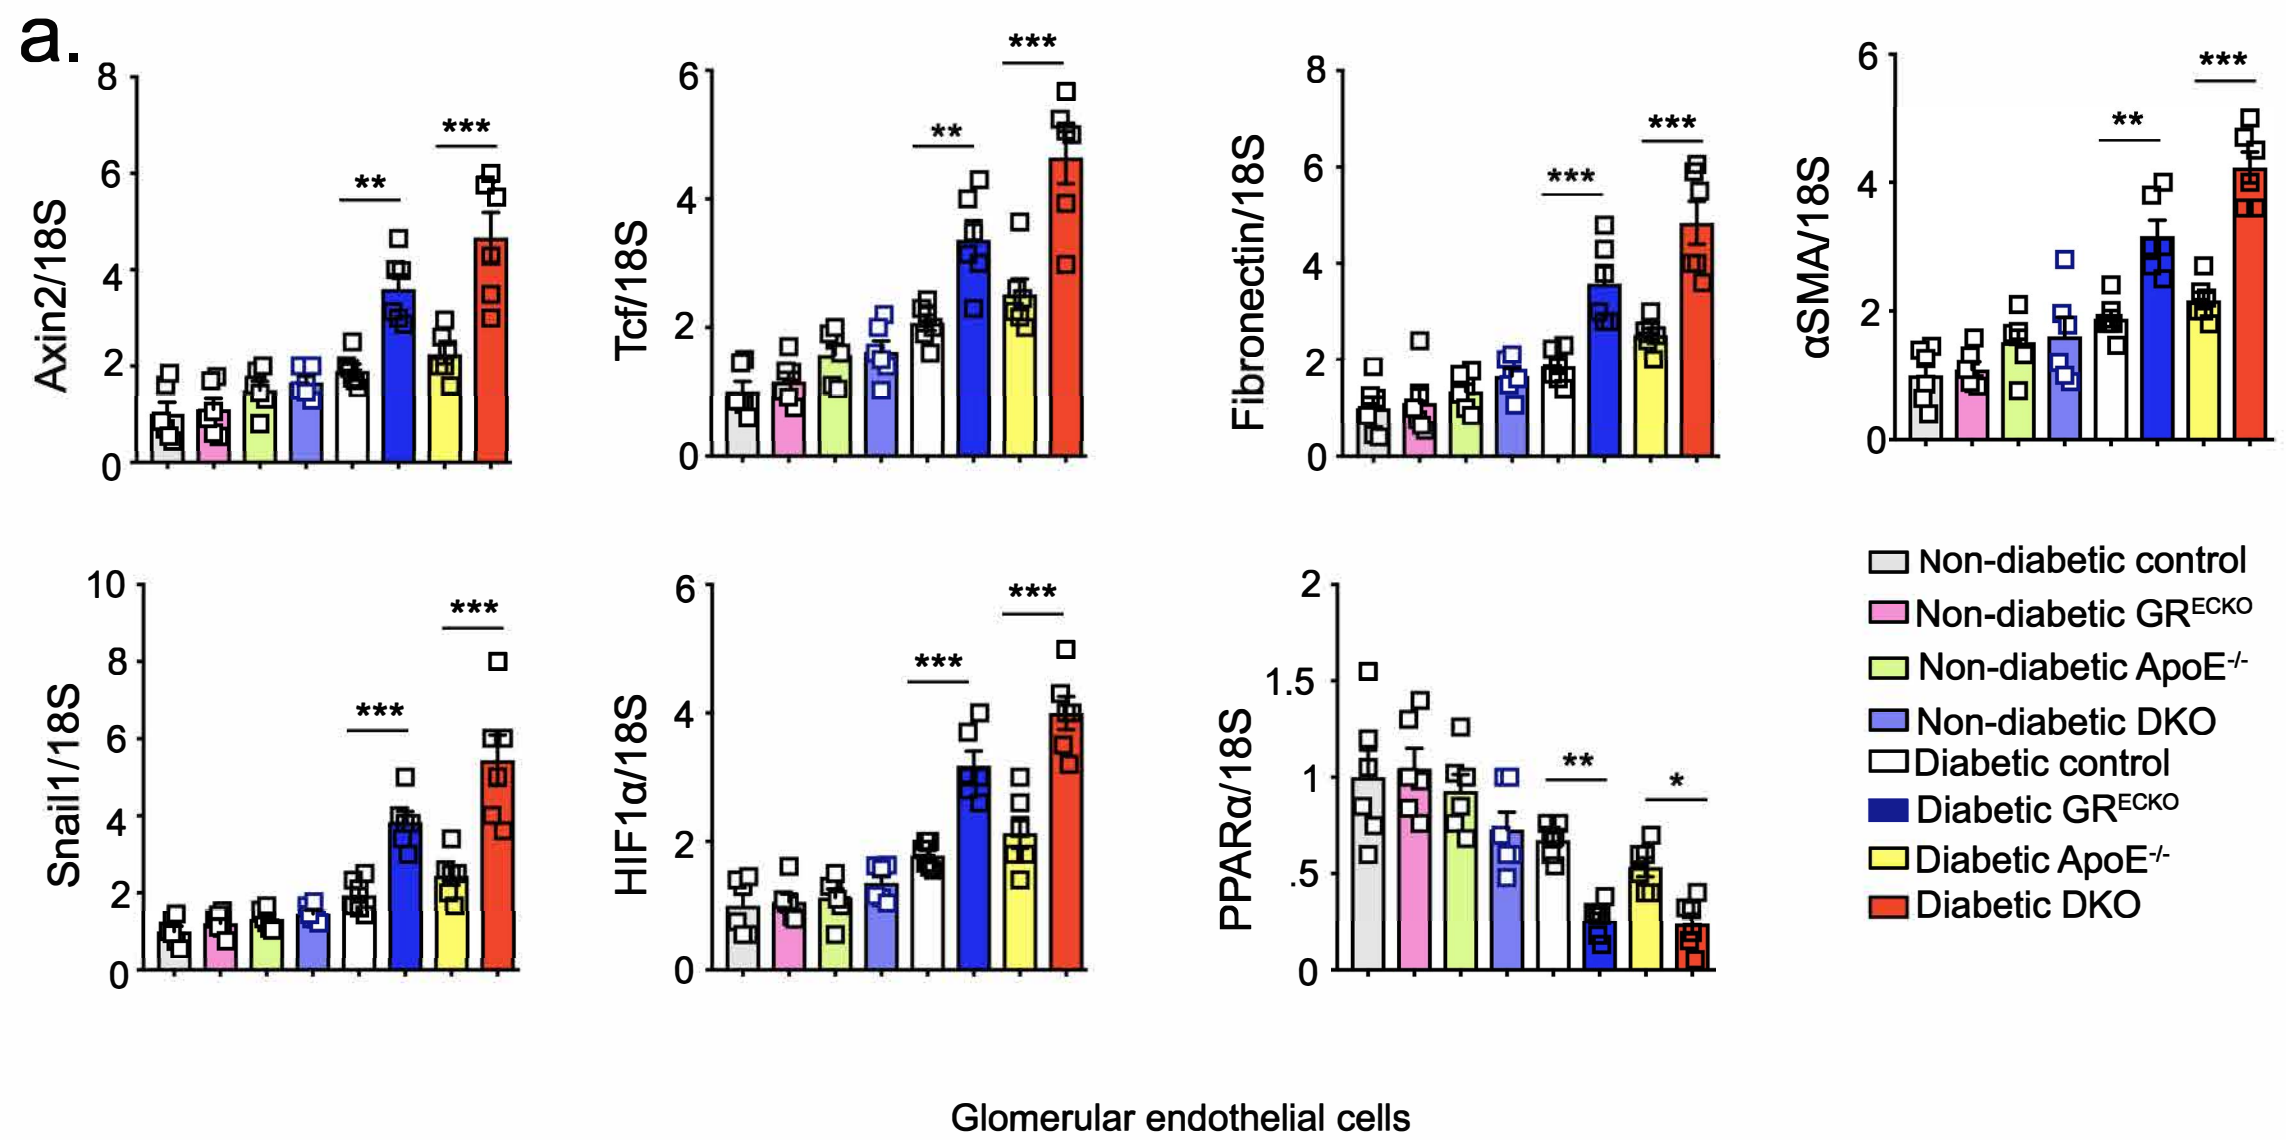 a.
Axin2/18S
8
6
4
2
0
**
***
Tcf/18S
6
4
2
0
**
***
Fibronectin/18S
8
6
4
2
0
***
***
αSMA/18S
6
4
2
0
**
***
Snail1/18S
10
8
6
4
2
0
***
***
HIF1α/18S
6
4
2
0
***
***
PPARα/18S
2
1.5
1
.5
0
**
*
Non-diabetic control
Non-diabetic GR^ECKO
Non-diabetic ApoE^-/-
Non-diabetic DKO
Diabetic control
Diabetic GR^ECKO
Diabetic ApoE^-/-
Diabetic DKO
Glomerular endothelial cells